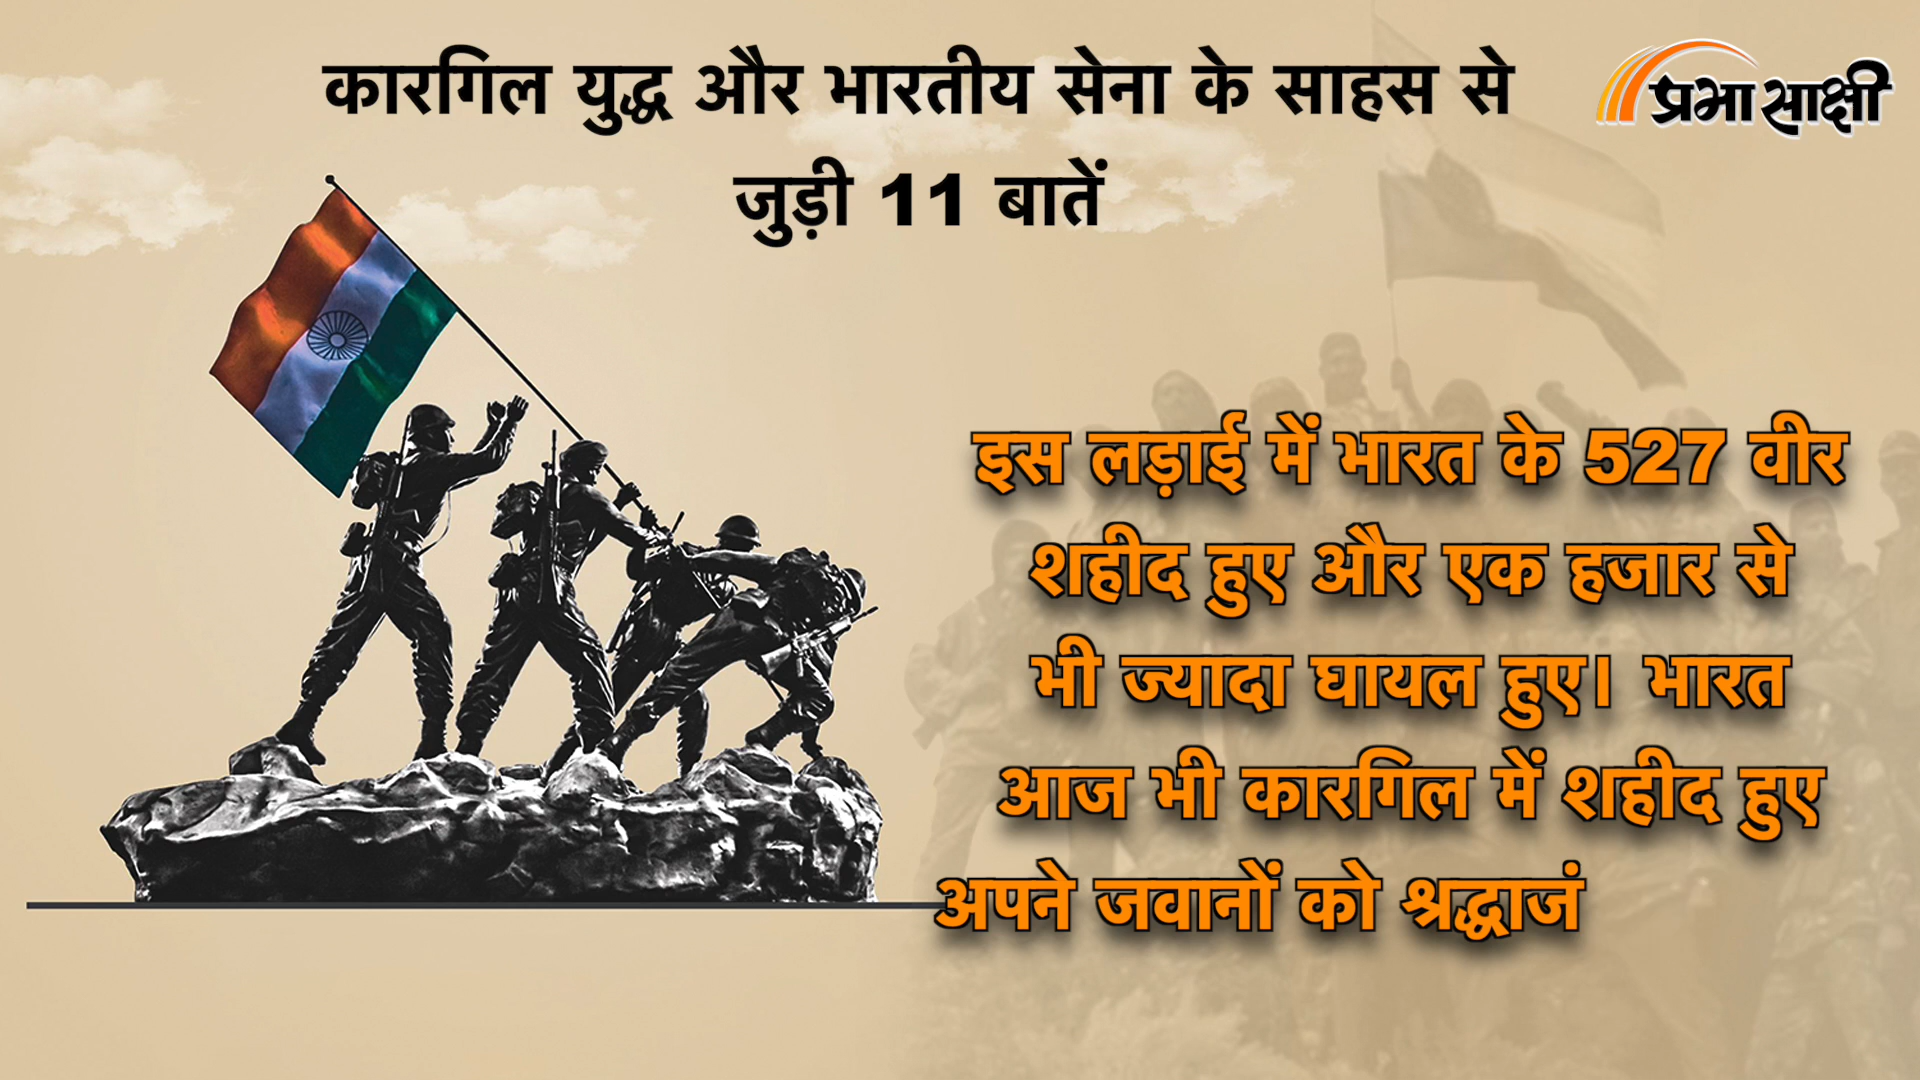 कारगिल युद्ध और भारतीय सेना के साहस से
जुड़ी 11 बातें
प्रभासाक्षी
इस लड़ाई में भारत के 527 वीर
शहीद हुए और एक हजार से
भी ज्यादा घायल हुए। भारत
आज भी कारगिल में शहीद हुए
अपने जवानों को श्रद्धाजं